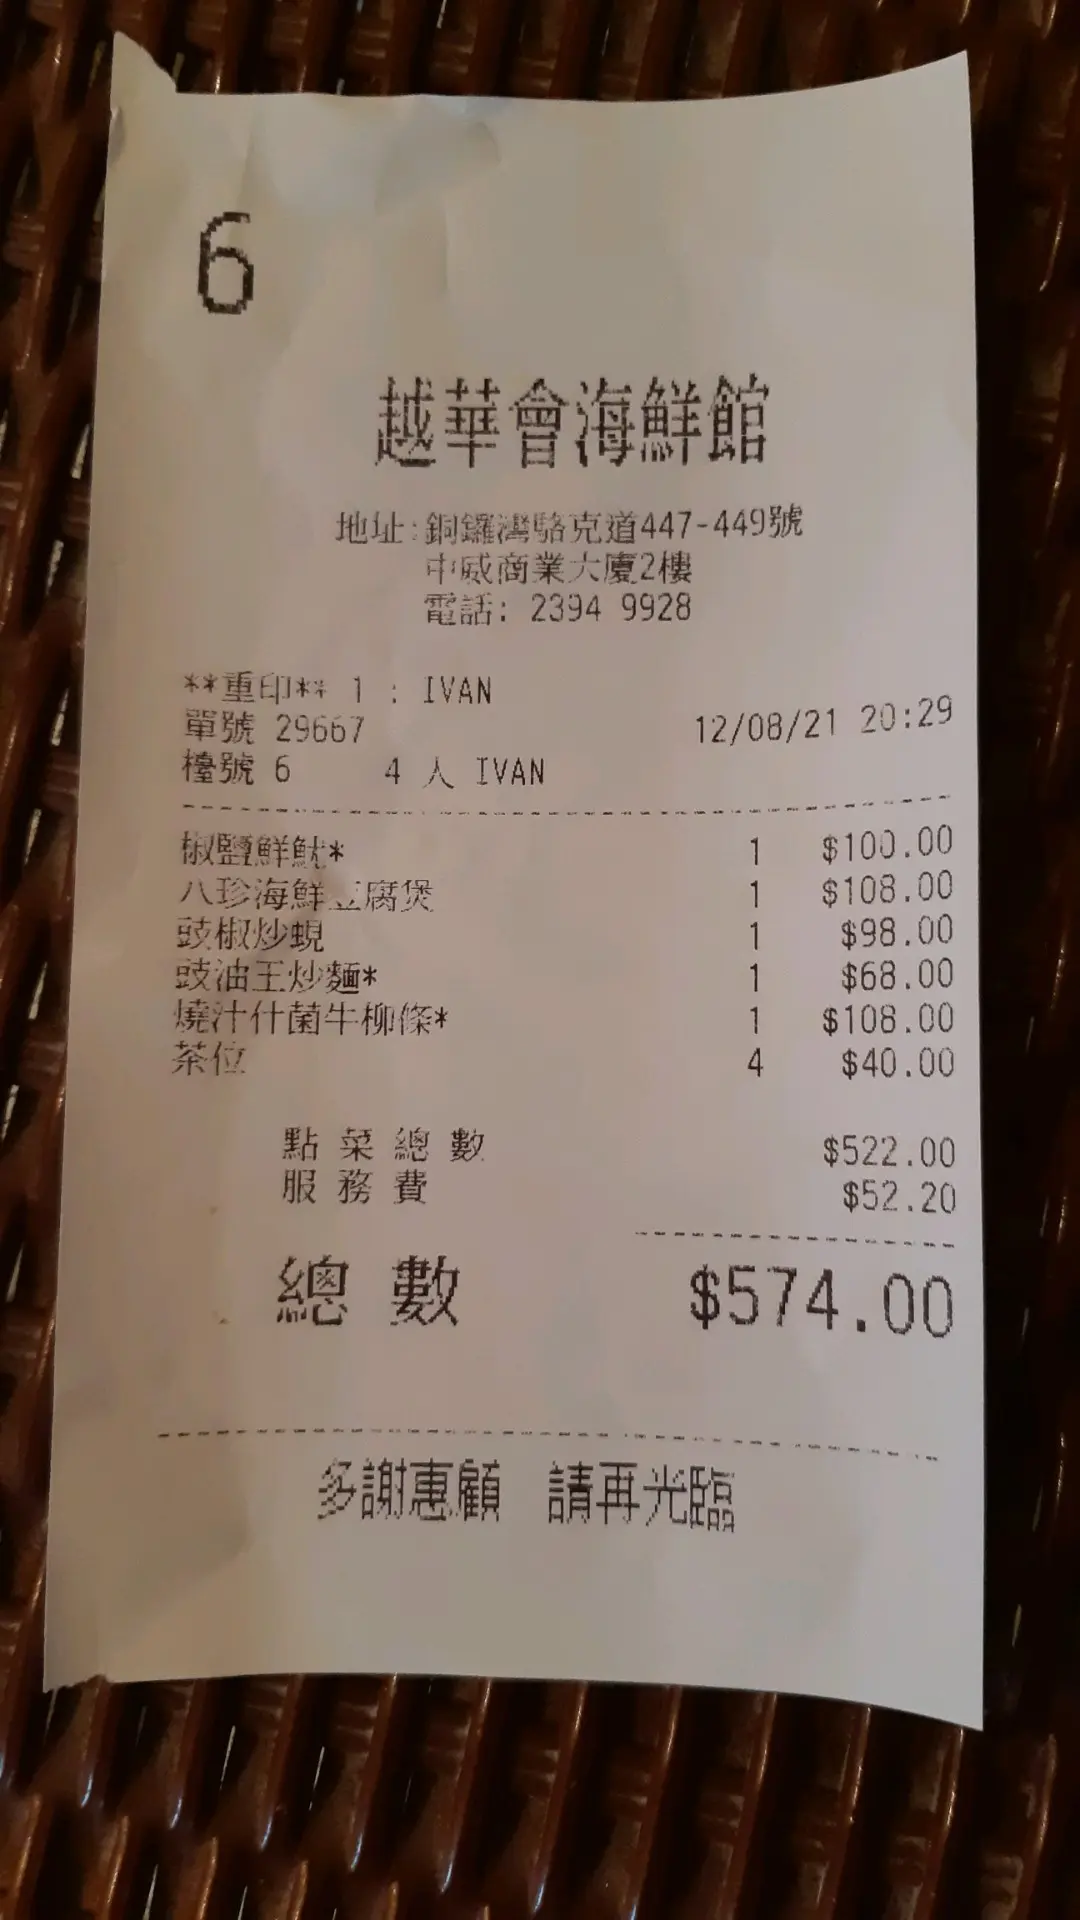 6
越華會海鮮館
地址:銅鑼灣駱克道447-449號
中威商業大廈2樓
電話: 2394 9928
**重印** 1 : IVAN
單號 29667 12/08/21 20:29
檯號 6 4 人 IVAN
椒鹽鮮魷* 1 $100.00
八珍海鮮豆腐煲 1 $108.00
豉椒炒蜆 1 $98.00
豉油王炒麵* 1 $68.00
燒汁什菌牛柳條* 1 $108.00
茶位 4 $40.00
點菜總數 $522.00
服務費 $52.20
總數 $574.00
多謝惠顧 請再光臨